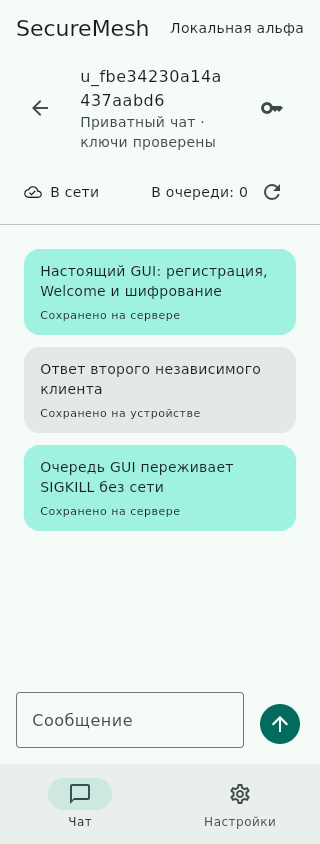 SecureMesh
Локальная альфа
u_fbe34230a14a
437aabd6
Приватный чат ·
ключи проверены
В сети
В очереди: 0
Настоящий GUI: регистрация,
Welcome и шифрование
Сохранено на сервере
Ответ второго независимого
клиента
Сохранено на устройстве
Очередь GUI переживает
SIGKILL без сети
Сохранено на сервере
Сообщение
Чат
Настройки